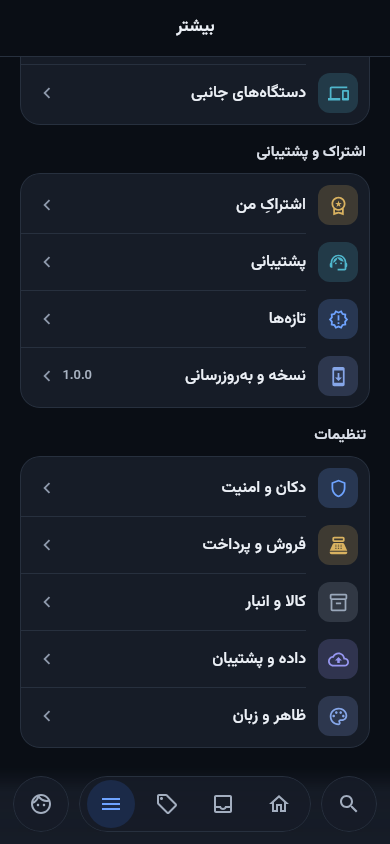 بیشتر
دستگاه‌های جانبی
اشتراک و پشتیبانی
اشتراکِ من
پشتیبانی
تازه‌ها
نسخه و به‌روزرسانی 1.0.0
تنظیمات
دکان و امنیت
فروش و پرداخت
کالا و انبار
داده و پشتیبان
ظاهر و زبان